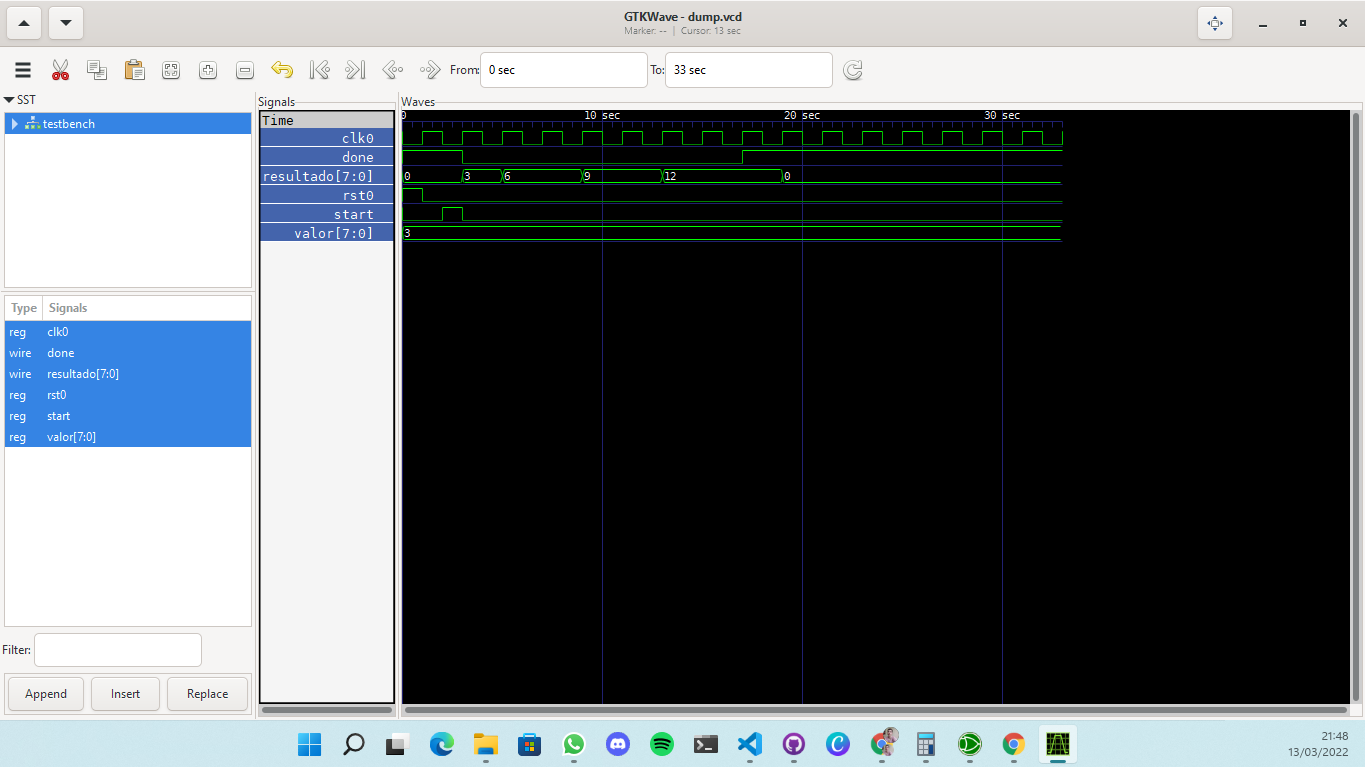 GTKWave - dump.vcd
Marker: -- | Cursor: 13 sec
From: 0 sec To: 33 sec
SST
testbench
Type Signals
reg clk0
wire done
wire resultado[7:0]
reg rst0
reg start
reg valor[7:0]
Filter:
Append Insert Replace
Signals
Time
clk0
done
resultado[7:0]
rst0
start
valor[7:0]
Waves
0 10 sec 20 sec 30 sec
0 3 6 9 12 0
3
21:48
13/03/2022